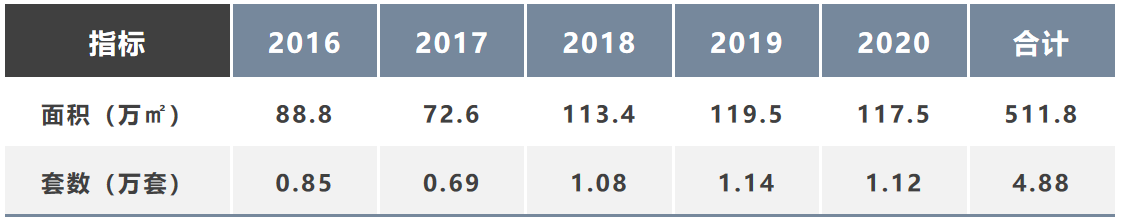 指标 2016 2017 2018 2019 2020 合计
面积（万㎡） 88.8 72.6 113.4 119.5 117.5 511.8
套数（万套） 0.85 0.69 1.08 1.14 1.12 4.88